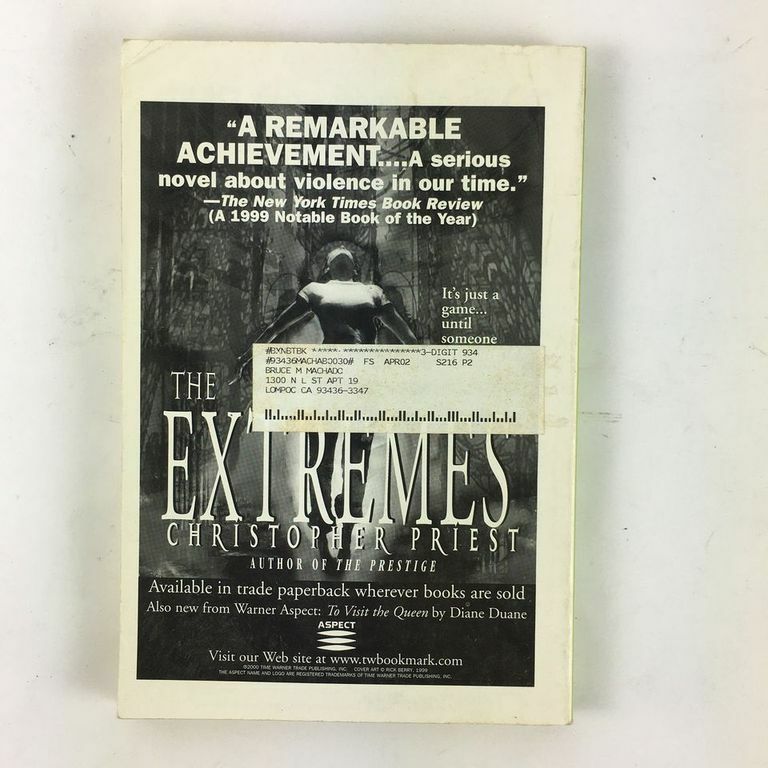 “A REMARKABLE
ACHIEVEMENT....A serious
novel about violence in our time.”
—The New York Times Book Review
(A 1999 Notable Book of the Year)
It's just a
game...
until
someone
#BXNBTBK *****.****************3-DIGIT 934
#93436MACHAB0030# FS APR02 S216 P2
BRUCE M MACHADO
1300 N L ST APT 19
LOMPOC CA 93436-3347
THE
EXTREMES
CHRISTOPHER PRIEST
AUTHOR OF THE PRESTIGE
Available in trade paperback wherever books are sold
Also new from Warner Aspect: To Visit the Queen by Diane Duane
ASPECT
Visit our Web site at www.twbookmark.com
©2000 TIME WARNER TRADE PUBLISHING, INC. COVER ART © RICK BERRY, 1999
THE ASPECT NAME AND LOGO ARE REGISTERED TRADEMARKS OF TIME WARNER TRADE PUBLISHING, INC.